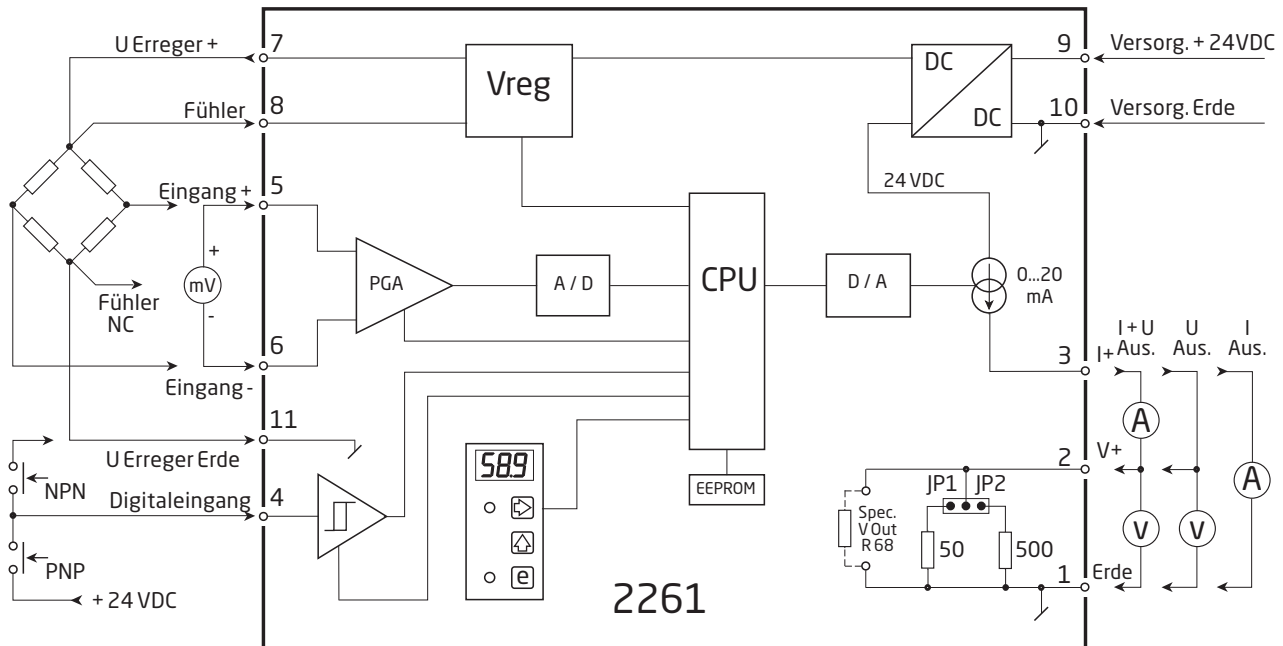 U Erreger +
7
9
Versorg. + 24VDC
Vreg
DC
DC
Fühler
8
10
Versorg. Erde
Eingang +
5
24 VDC
+
mV
-
PGA
A / D
CPU
D / A
0...20
mA
Fühler
NC
6
Eingang -
I + U
Aus.
U
Aus.
I
Aus.
3
I+
A
11
U Erreger Erde
58.9
2
V+
A
NPN
Digitaleingang
4
EEPROM
JP1
JP2
Spec.
V Out
R 68
50
500
V
V
PNP
e
1
Erde
+ 24 VDC
2261